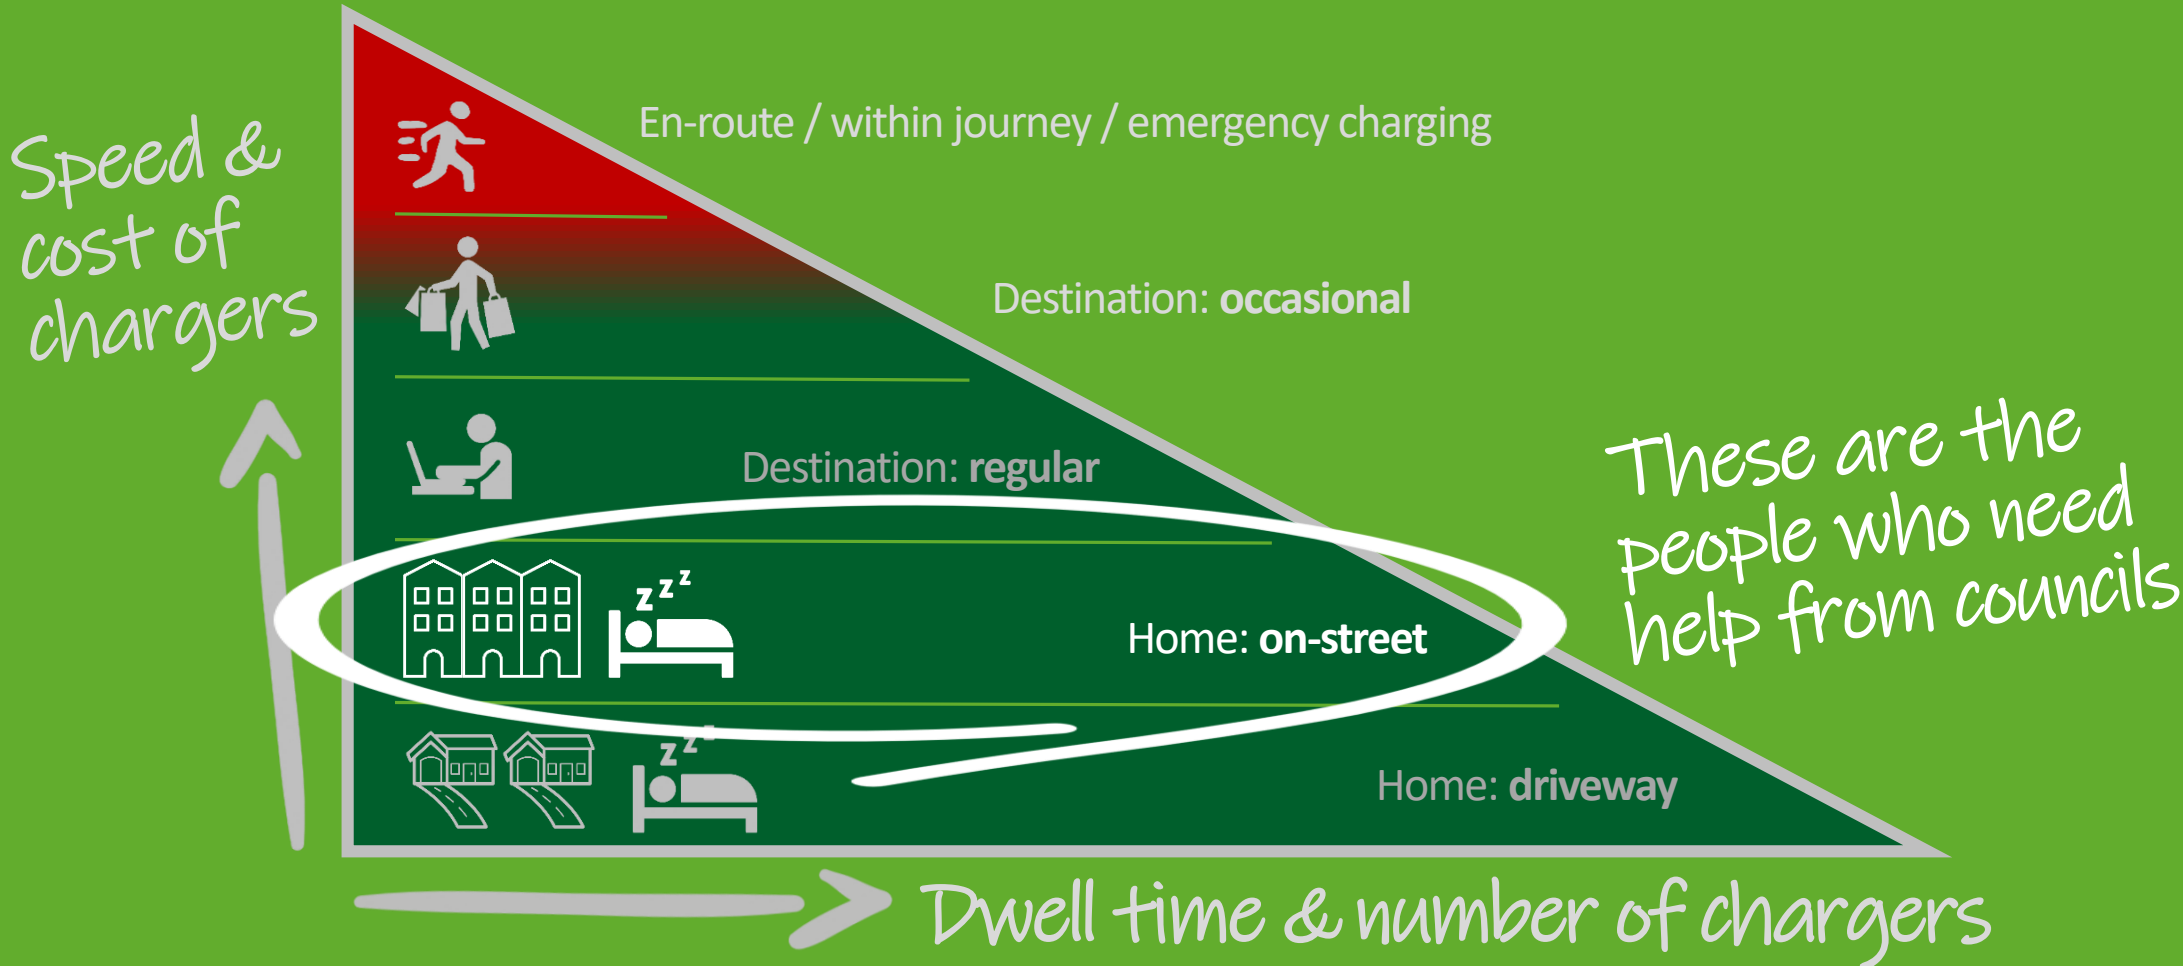 Speed &
cost of
chargers
En-route / within journey / emergency charging
Destination: occasional
Destination: regular
These are the
people who need
help from councils
z z z
Home: on-street
z z
Home: driveway
Dwell time & number of chargers